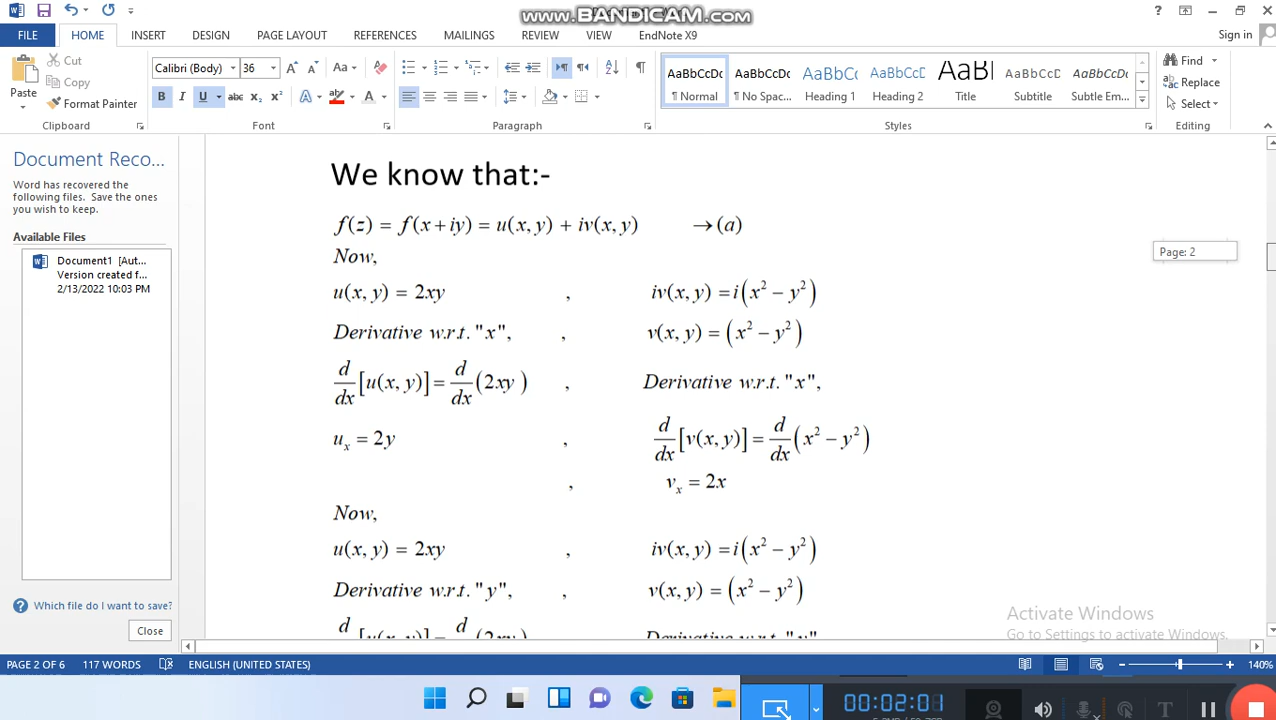 www.BANDICAM.com
?
Sign in
FILE HOME INSERT DESIGN PAGE LAYOUT REFERENCES MAILINGS REVIEW VIEW EndNote X9
Paste
Cut
Copy
Format Painter
Clipboard
Calibri (Body) 36
B I U abc x₂ x²
Font
Paragraph
AaBbCcDc ¶ Normal
AaBbCcDc ¶ No Spac...
AaBbCc Heading 1
AaBbCc Heading 2
AaBl Title
AaBbCcD Subtitle
AaBbCcDc Subtle Em...
Styles
Find
Replace
Select
Editing
Document Reco...
Word has recovered the
following files. Save the ones
you wish to keep.
Available Files
Document1 [Aut...
Version created f...
2/13/2022 10:03 PM
? Which file do I want to save?
Close
We know that:-
f(z) = f(x+iy) = u(x, y) + iv(x, y) →(a)
Now,
u(x, y) = 2xy , iv(x, y) = i(x² − y²)
Derivative w.r.t. "x", , v(x, y) = (x² − y²)
d/dx [u(x, y)] = d/dx (2xy ) , Derivative w.r.t. "x",
uₓ = 2y , d/dx [v(x, y)] = d/dx (x² − y²)
, vₓ = 2x
Now,
u(x, y) = 2xy , iv(x, y) = i(x² − y²)
Derivative w.r.t. "y", , v(x, y) = (x² − y²)
Page: 2
Activate Windows
Go to Settings to activate Windows.
PAGE 2 OF 6 117 WORDS ENGLISH (UNITED STATES) 140%
00:02:01